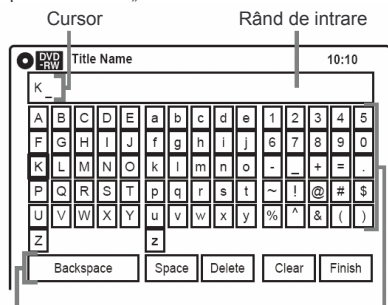 Cursor Rând de intrare
DVD -RW Title Name 10:10
K_
A B C D E a b c d e 1 2 3 4 5
F G H I J f g h i j 6 7 8 9 0
K L M N O k l m n o - _ + = .
P Q R S T p q r s t ~ ! @ # $
U V W X Y u v w x y % ^ & ( )
Z z
Backspace Space Delete Clear Finish